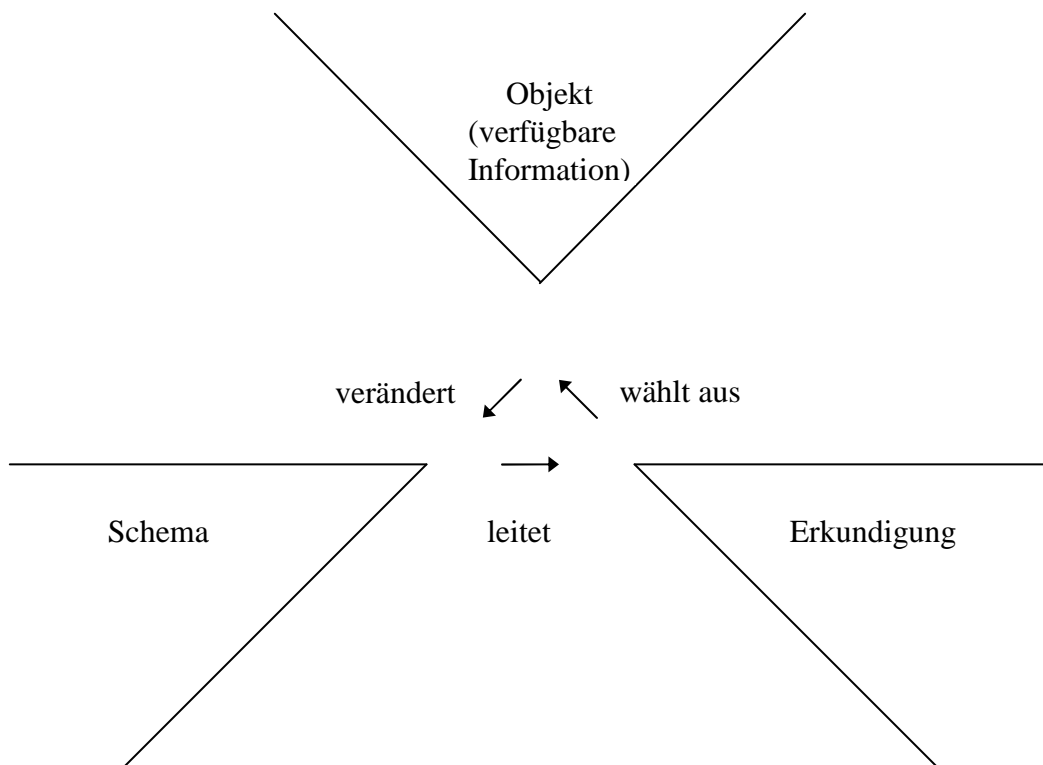 Objekt
(verfügbare
Information)
verändert
wählt aus
Schema
leitet
Erkundigung